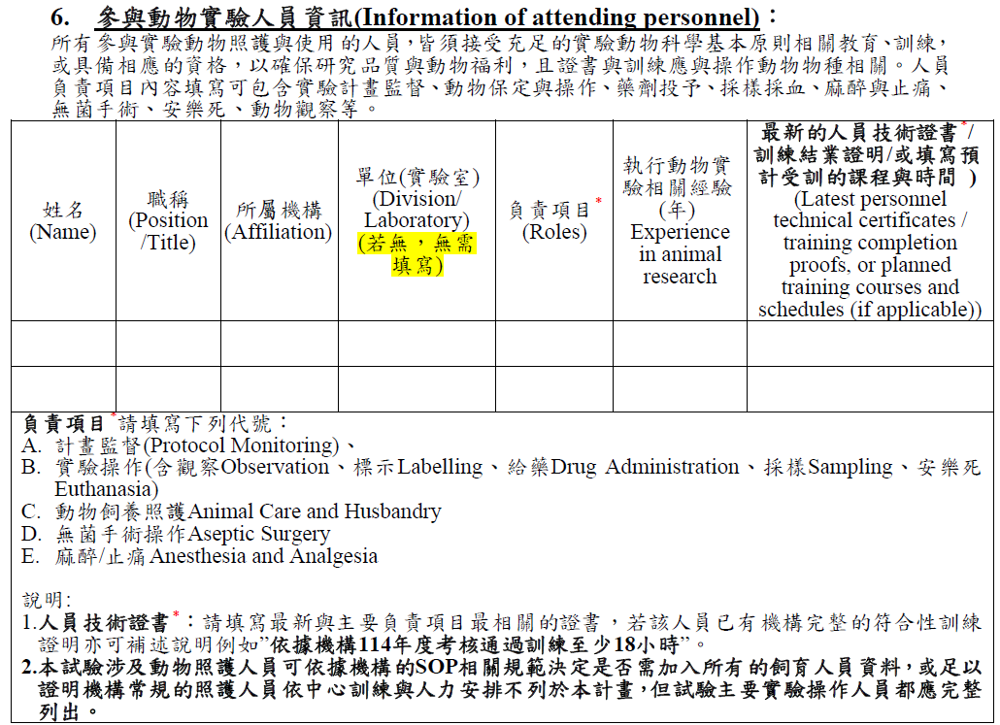 6. 參與動物實驗人員資訊(Information of attending personnel)：
所有參與實驗動物照護與使用的人員，皆須接受充足的實驗動物科學基本原則相關教育、訓練，
或具備相應的資格，以確保研究品質與動物福利，且證書與訓練應與操作動物物種相關。人員
負責項目內容填寫可包含實驗計畫監督、動物保定與操作、藥劑投予、採樣採血、麻醉與止痛、
無菌手術、安樂死、動物觀察等。
姓名
(Name)
職稱
(Position
/Title)
所屬機構
(Affiliation)
單位(實驗室)
(Division/
Laboratory)
(若無，無需
填寫)
負責項目*
(Roles)
執行動物實
驗相關經驗
(年)
Experience
in animal
research
最新的人員技術證書*/
訓練結業證明/或填寫預
計受訓的課程與時間 )
(Latest personnel
technical certificates /
training completion
proofs, or planned
training courses and
schedules (if applicable))
負責項目*請填寫下列代號：
A. 計畫監督(Protocol Monitoring)、
B. 實驗操作(含觀察Observation、標示Labelling、給藥Drug Administration、採樣Sampling、安樂死
Euthanasia)
C. 動物飼養照護Animal Care and Husbandry
D. 無菌手術操作Aseptic Surgery
E. 麻醉/止痛Anesthesia and Analgesia
說明:
1.人員技術證書*：請填寫最新與主要負責項目最相關的證書，若該人員已有機構完整的符合性訓練
證明亦可補述說明例如”依據機構114年度考核通過訓練至少18小時”。
2.本試驗涉及動物照護人員可依據機構的SOP相關規範決定是否需加入所有的飼育人員資料，或足以
證明機構常規的照護人員依中心訓練與人力安排不列於本計畫，但試驗主要實驗操作人員都應完整
列出。